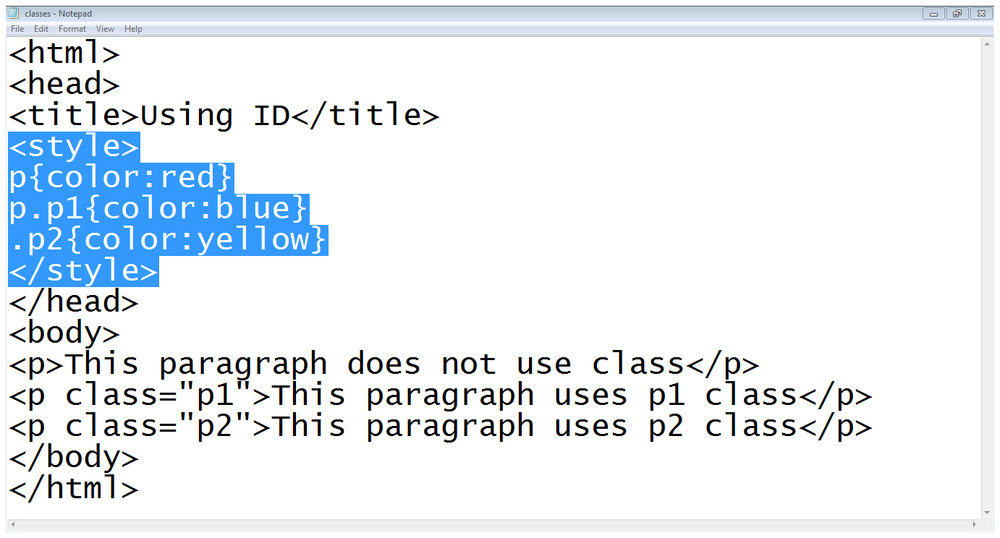 classes - Notepad
File Edit Format View Help
<html>
<head>
<title>Using ID</title>
<style>
p{color:red}
p.p1{color:blue}
.p2{color:yellow}
</style>
</head>
<body>
<p>This paragraph does not use class</p>
<p class="p1">This paragraph uses p1 class</p>
<p class="p2">This paragraph uses p2 class</p>
</body>
</html>